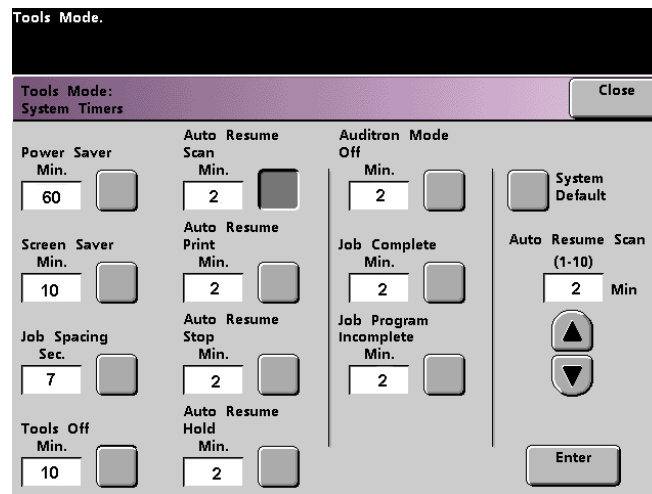 Tools Mode.
Tools Mode:
System Timers
Close
Power Saver
Min.
60
Screen Saver
Min.
10
Job Spacing
Sec.
7
Tools Off
Min.
10
Auto Resume
Scan
Min.
2
Auto Resume
Print
Min.
2
Auto Resume
Stop
Min.
2
Auto Resume
Hold
Min.
2
Auditron Mode
Off
Min.
2
Job Complete
Min.
2
Job Program
Incomplete
Min.
2
System
Default
Auto Resume Scan
(1-10)
2 Min
Enter